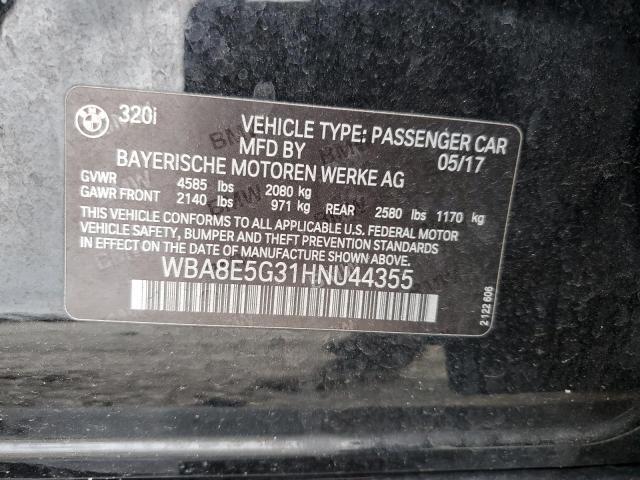 BMW 320i
VEHICLE TYPE: PASSENGER CAR
MFD BY 05/17
BAYERISCHE MOTOREN WERKE AG
GVWR 4585 lbs 2080 kg
GAWR FRONT 2140 lbs 971 kg REAR 2580 lbs 1170 kg
THIS VEHICLE CONFORMS TO ALL APPLICABLE U.S. FEDERAL MOTOR
VEHICLE SAFETY, BUMPER AND THEFT PREVENTION STANDARDS
IN EFFECT ON THE DATE OF MANUFACTURE SHOWN ABOVE.
WBA8E5G31HNU44355
2 122 606